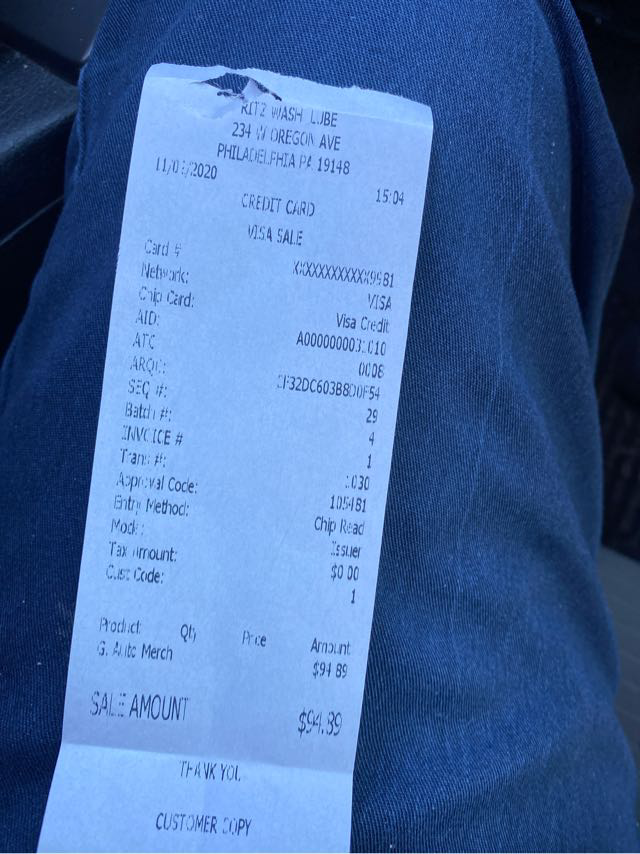 RITZ WASH LUBE
234 W OREGON AVE
PHILADELPHIA PA 19148
15:04
CREDIT CARD
VISA SALE
Card #
XXXXXXXXXXXX9981
Network:
VISA
Chip Card:
Visa Credit
AID:
A0000000031010
ATC
0008
ARQC:
SEQ #:
29
Batch #:
4
INVOICE #
1
Trans #:
Approval Code:
105481
Entry Method:
Chip Read
Mode:
Issuer
Tax Amount:
$0.00
Cust Code:
1
Product Qty Price Amount
G. Auto Merch $94.89
SALE AMOUNT $94.89
THANK YOU
CUSTOMER COPY